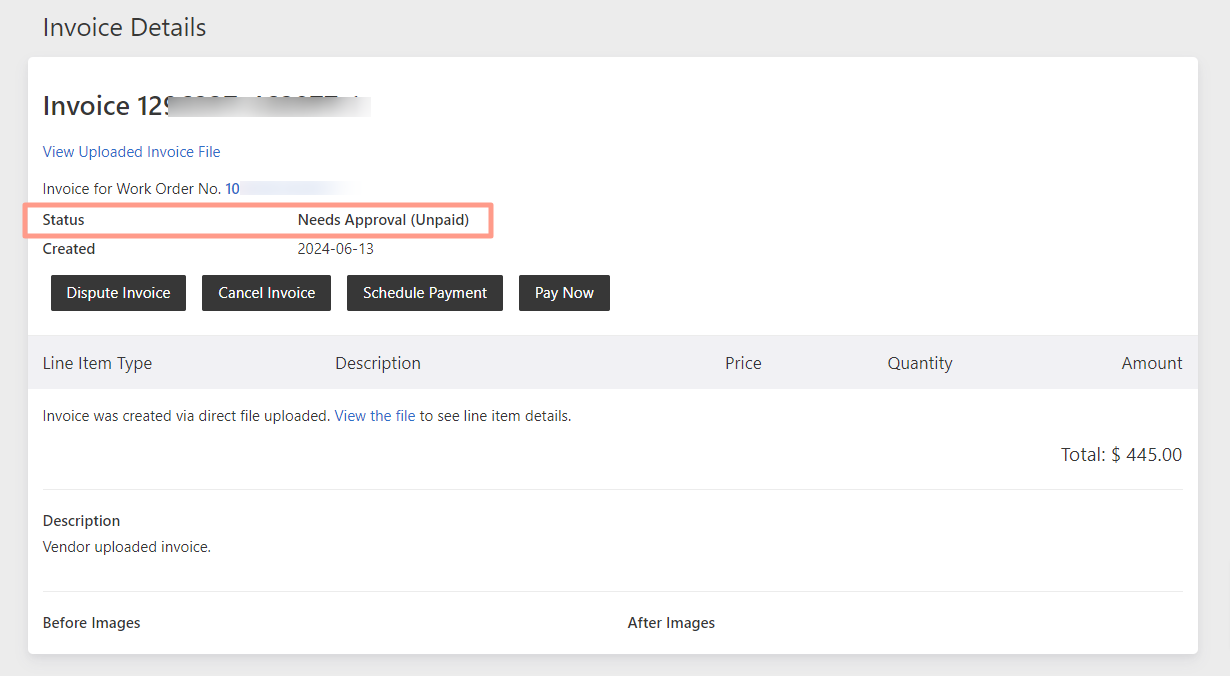 Invoice Details
Invoice
View Uploaded Invoice File
Invoice for Work Order No. 10
Status Needs Approval (Unpaid)
Created 2024-06-13
Dispute Invoice Cancel Invoice Schedule Payment Pay Now
Line Item Type Description Price Quantity Amount
Invoice was created via direct file uploaded. View the file to see line item details.
Total: $ 445.00
Description
Vendor uploaded invoice.
Before Images After Images